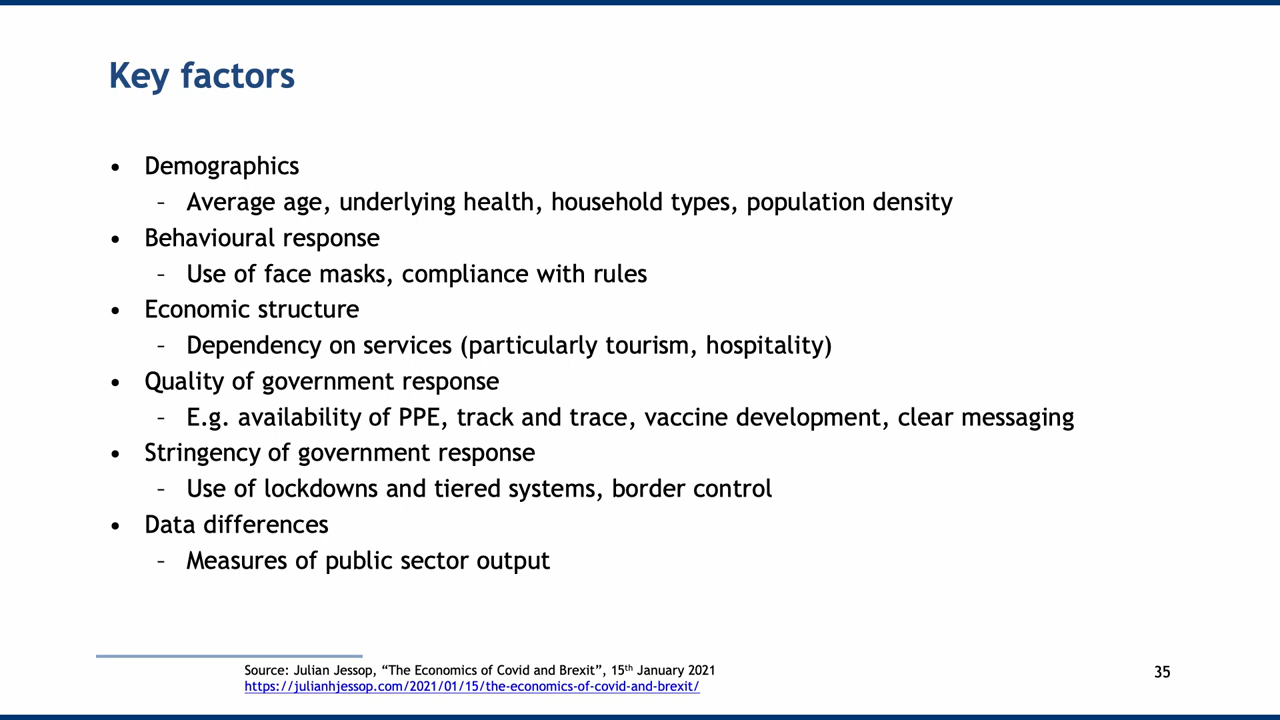 Key factors
• Demographics
– Average age, underlying health, household types, population density
• Behavioural response
– Use of face masks, compliance with rules
• Economic structure
– Dependency on services (particularly tourism, hospitality)
• Quality of government response
– E.g. availability of PPE, track and trace, vaccine development, clear messaging
• Stringency of government response
– Use of lockdowns and tiered systems, border control
• Data differences
– Measures of public sector output
Source: Julian Jessop, “The Economics of Covid and Brexit”, 15th January 2021
https://julianhjessop.com/2021/01/15/the-economics-of-covid-and-brexit/
35